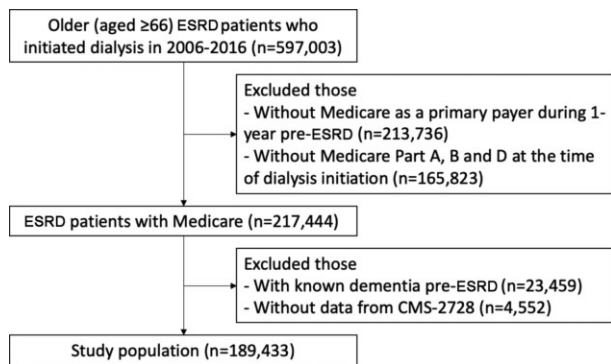 Older (aged ≥66) ESRD patients who
initiated dialysis in 2006-2016 (n=597,003)
Excluded those
- Without Medicare as a primary payer during 1-
year pre-ESRD (n=213,736)
- Without Medicare Part A, B and D at the time
of dialysis initiation (n=165,823)
ESRD patients with Medicare (n=217,444)
Excluded those
- With known dementia pre-ESRD (n=23,459)
- Without data from CMS-2728 (n=4,552)
Study population (n=189,433)